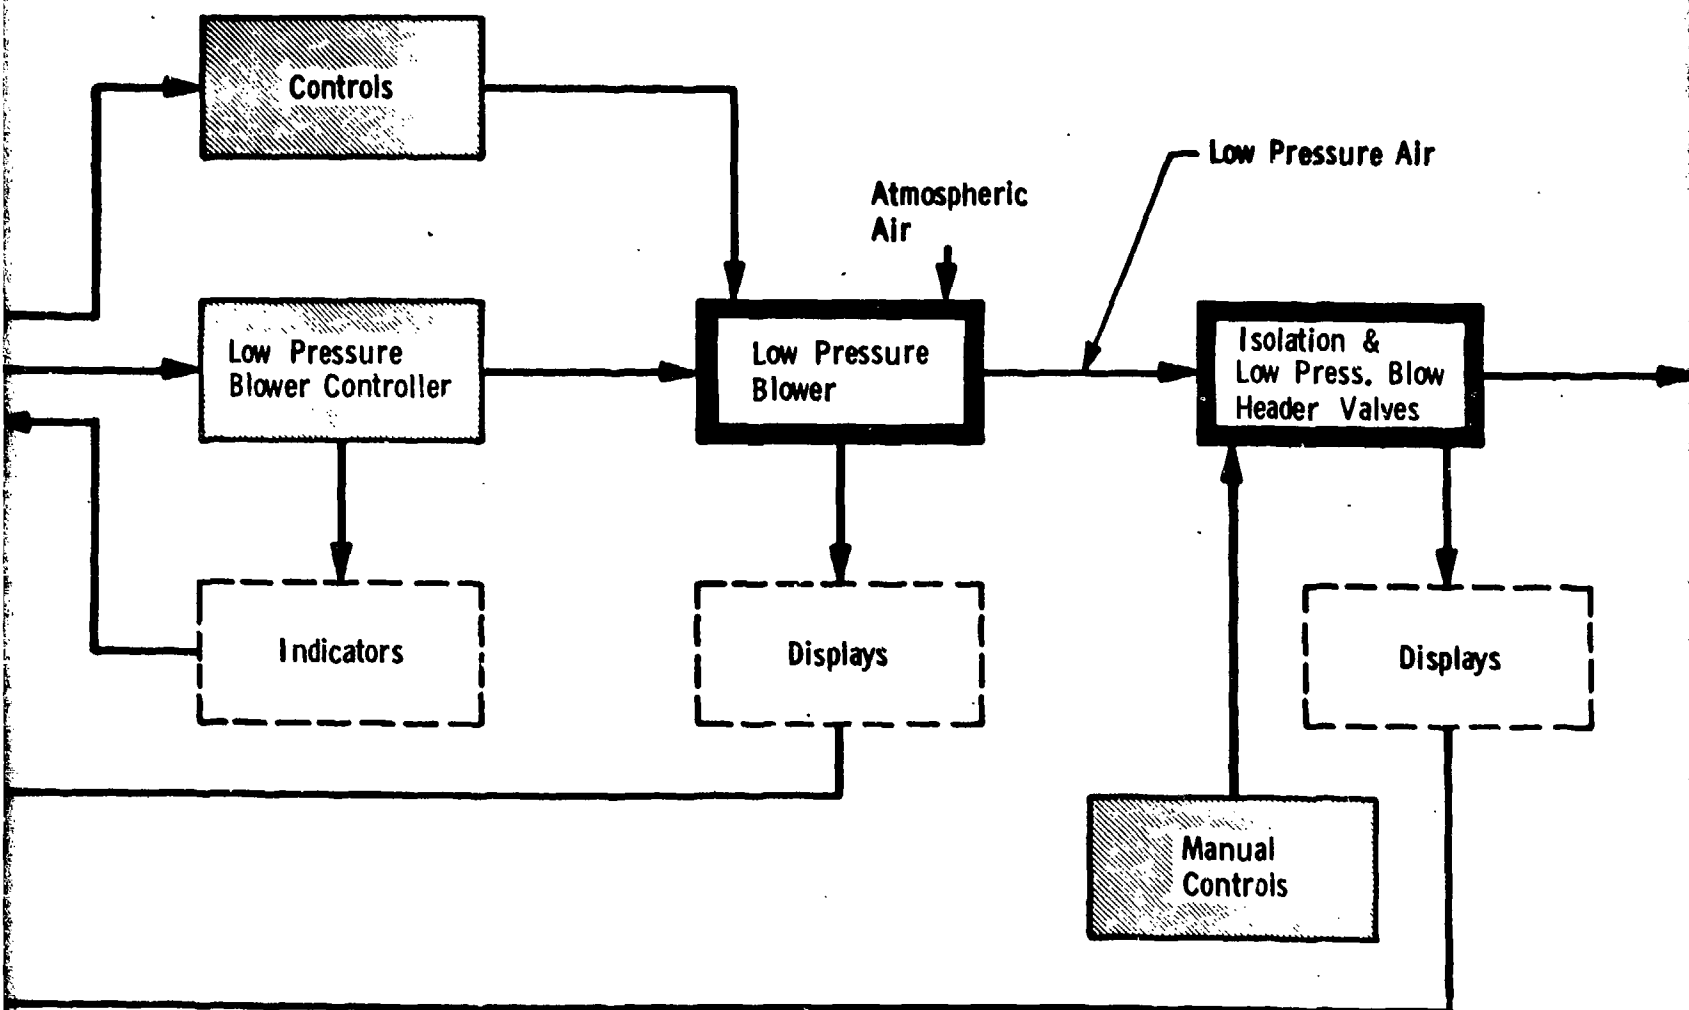 Controls
Low Pressure Air
Atmospheric
Air
Low Pressure
Blower Controller
Low Pressure
Blower
Isolation &
Low Press. Blow
Header Valves
Indicators
Displays
Displays
Manual
Controls